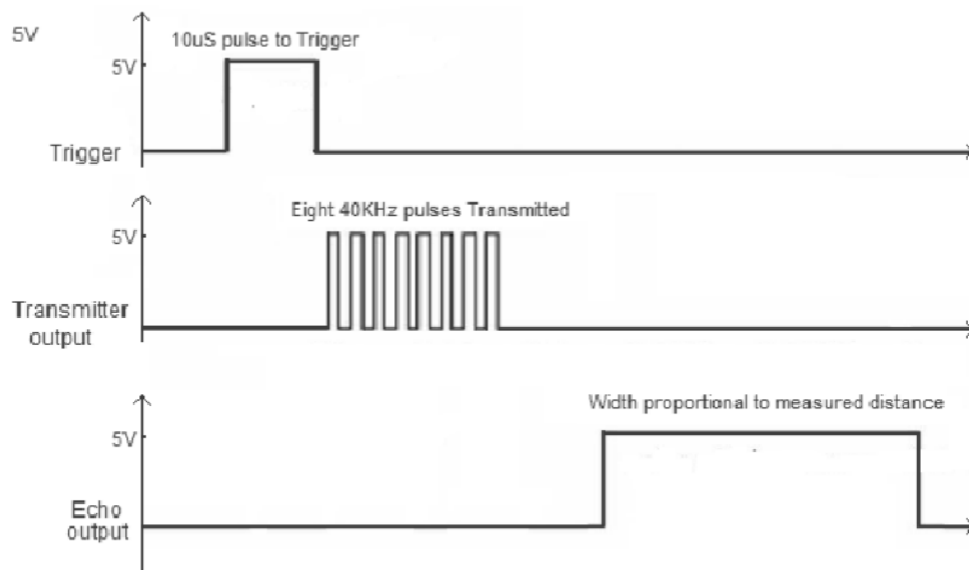 5V
10uS pulse to Trigger
5V
Trigger
Eight 40KHz pulses Transmitted
5V
Transmitter
output
Width proportional to measured distance
5V
Echo
output